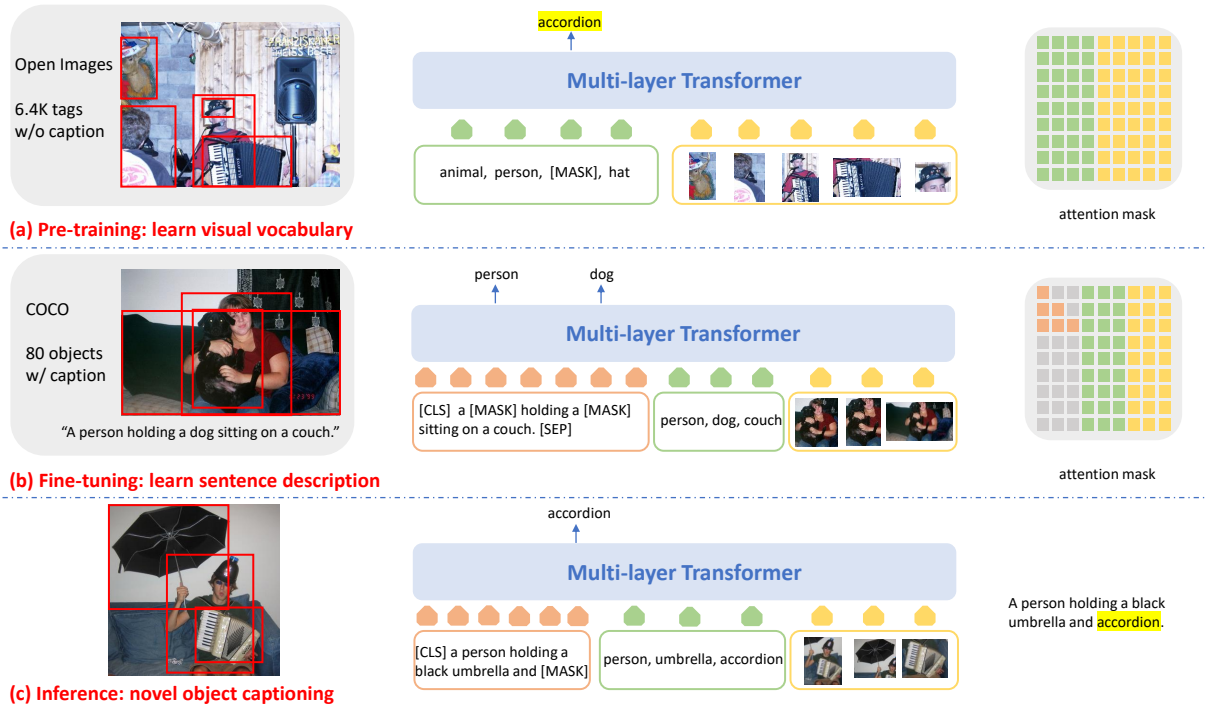 Open Images
6.4K tags
w/o caption
accordion
Multi-layer Transformer
animal, person, [MASK], hat
attention mask
(a) Pre-training: learn visual vocabulary
COCO
80 objects
w/ caption
"A person holding a dog sitting on a couch."
person
dog
Multi-layer Transformer
[CLS] a [MASK] holding a [MASK]
sitting on a couch. [SEP]
person, dog, couch
attention mask
(b) Fine-tuning: learn sentence description
accordion
Multi-layer Transformer
[CLS] a person holding a
black umbrella and [MASK]
person, umbrella, accordion
A person holding a black
umbrella and accordion.
(c) Inference: novel object captioning